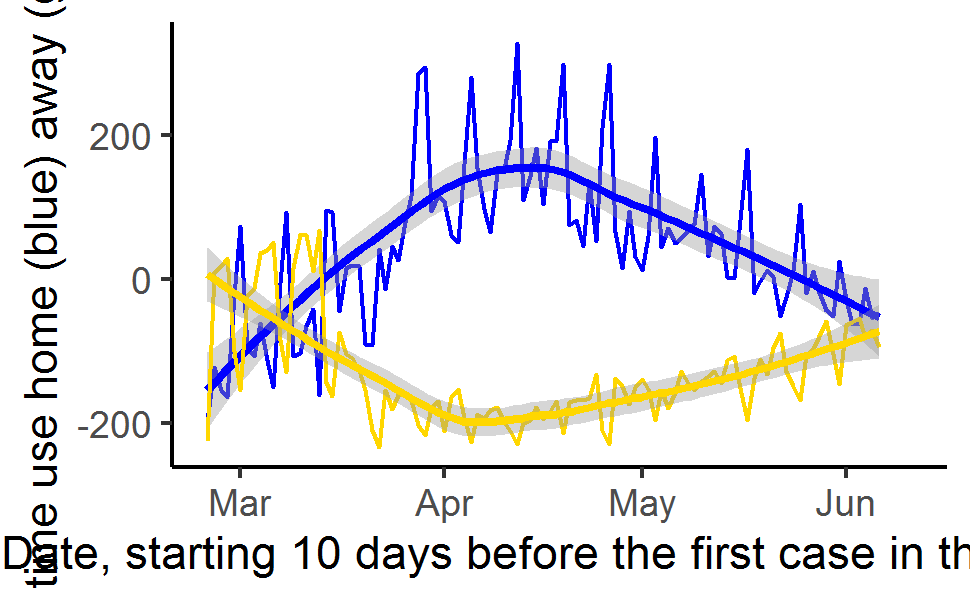 time use home (blue) away (
200
0
-200
Mar Apr May Jun
Date, starting 10 days before the first case in th